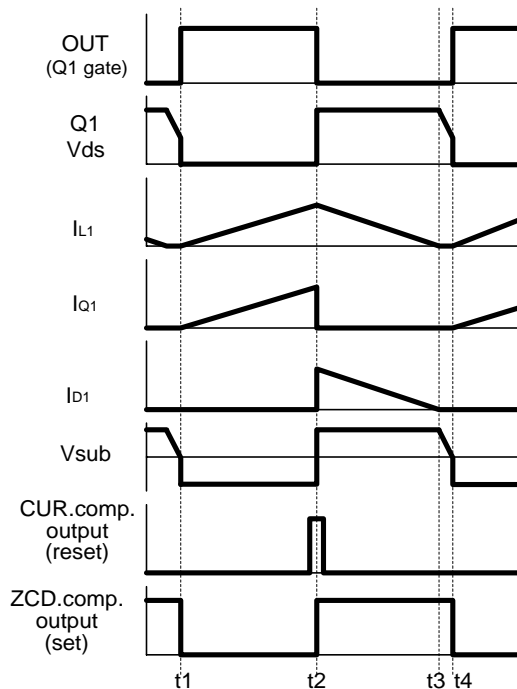 OUT
(Q1 gate)
Q1
Vds
IL1
IQ1
ID1
Vsub
CUR.comp.
output
(reset)
ZCD.comp.
output
(set)
t1 t2 t3 t4